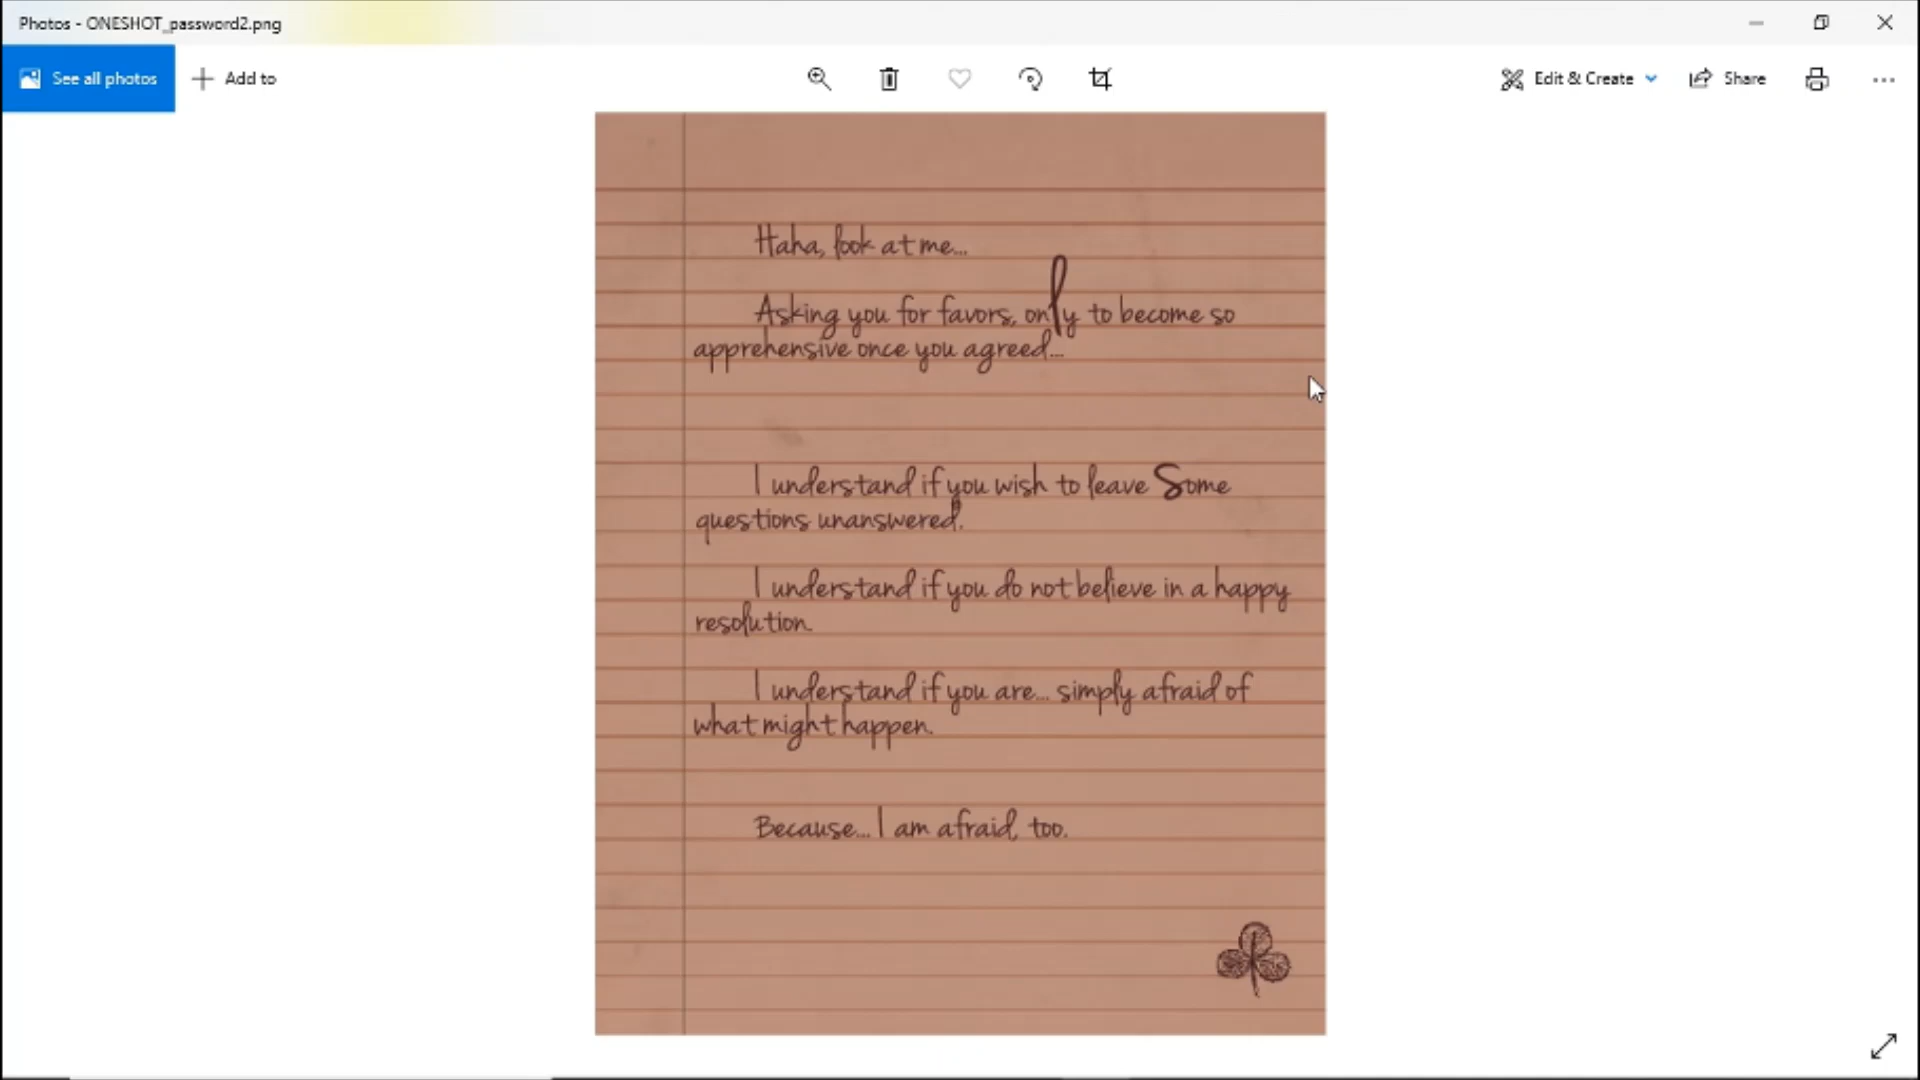 Photos - ONESHOT_password2.png
See all photos
Add to
Edit & Create
Share
Haha, look at me...
Asking you for favors, only to become so
apprehensive once you agreed...
I understand if you wish to leave Some
questions unanswered.
I understand if you do not believe in a happy
resolution.
I understand if you are... simply afraid of
what might happen.
Because... I am afraid, too.